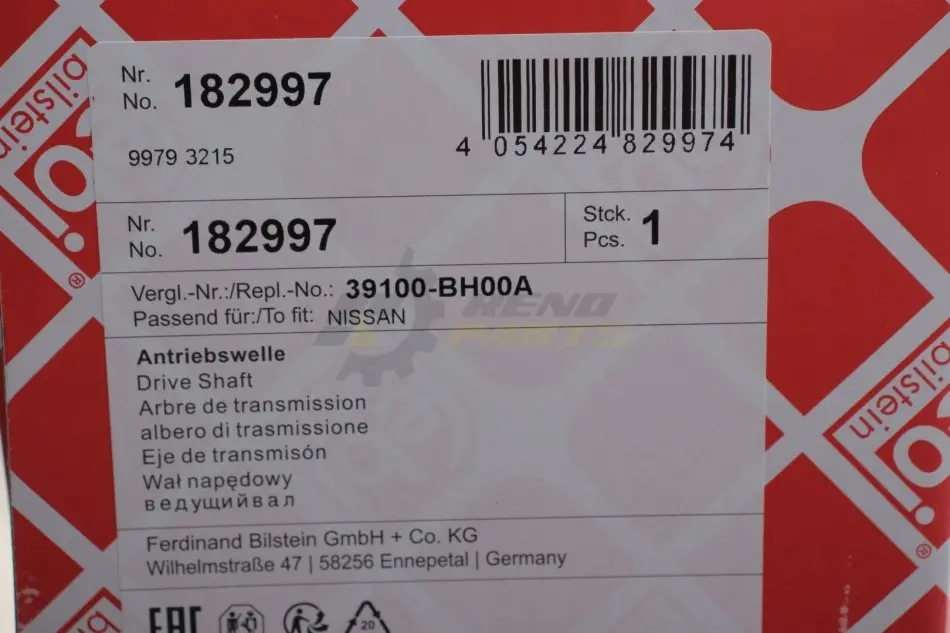 Nr.
No. 182997
4 054224 829974
9979 3215
Nr.
No. 182997
Stck.
Pcs. 1
Vergl.-Nr.:/Repl.-No.: 39100-BH00A
Passend für:/To fit: NISSAN
RENO
PARTS
Antriebswelle
Drive Shaft
Arbre de transmission
albero di trasmissione
Eje de transmisón
Wał napędowy
ведущийвал
Ferdinand Bilstein GmbH + Co. KG
Wilhelmstraße 47 | 58256 Ennepetal | Germany
EAC
20
bilstein
bilstein